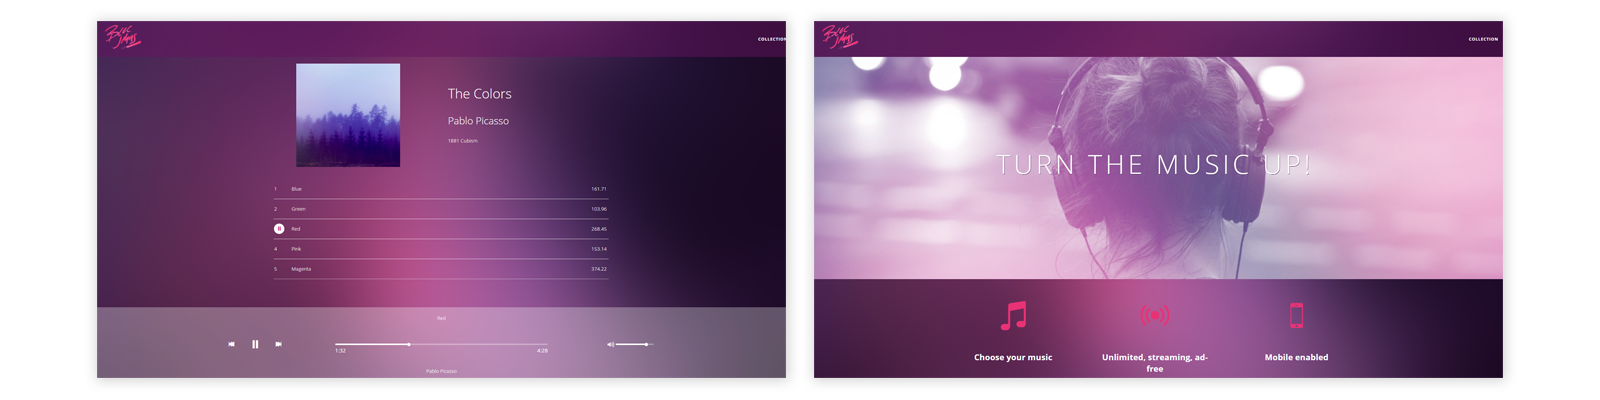 Bloc
Jams
COLLECTION
The Colors
Pablo Picasso
1881 Cubism
1 Blue 161.71
2 Green 103.96
Red 268.45
4 Pink 153.14
5 Magenta 374.22
Red
1:32 4:28
Pablo Picasso
Bloc
Jams
COLLECTION
TURN THE MUSIC UP!
Choose your music
Unlimited, streaming, ad-
free
Mobile enabled